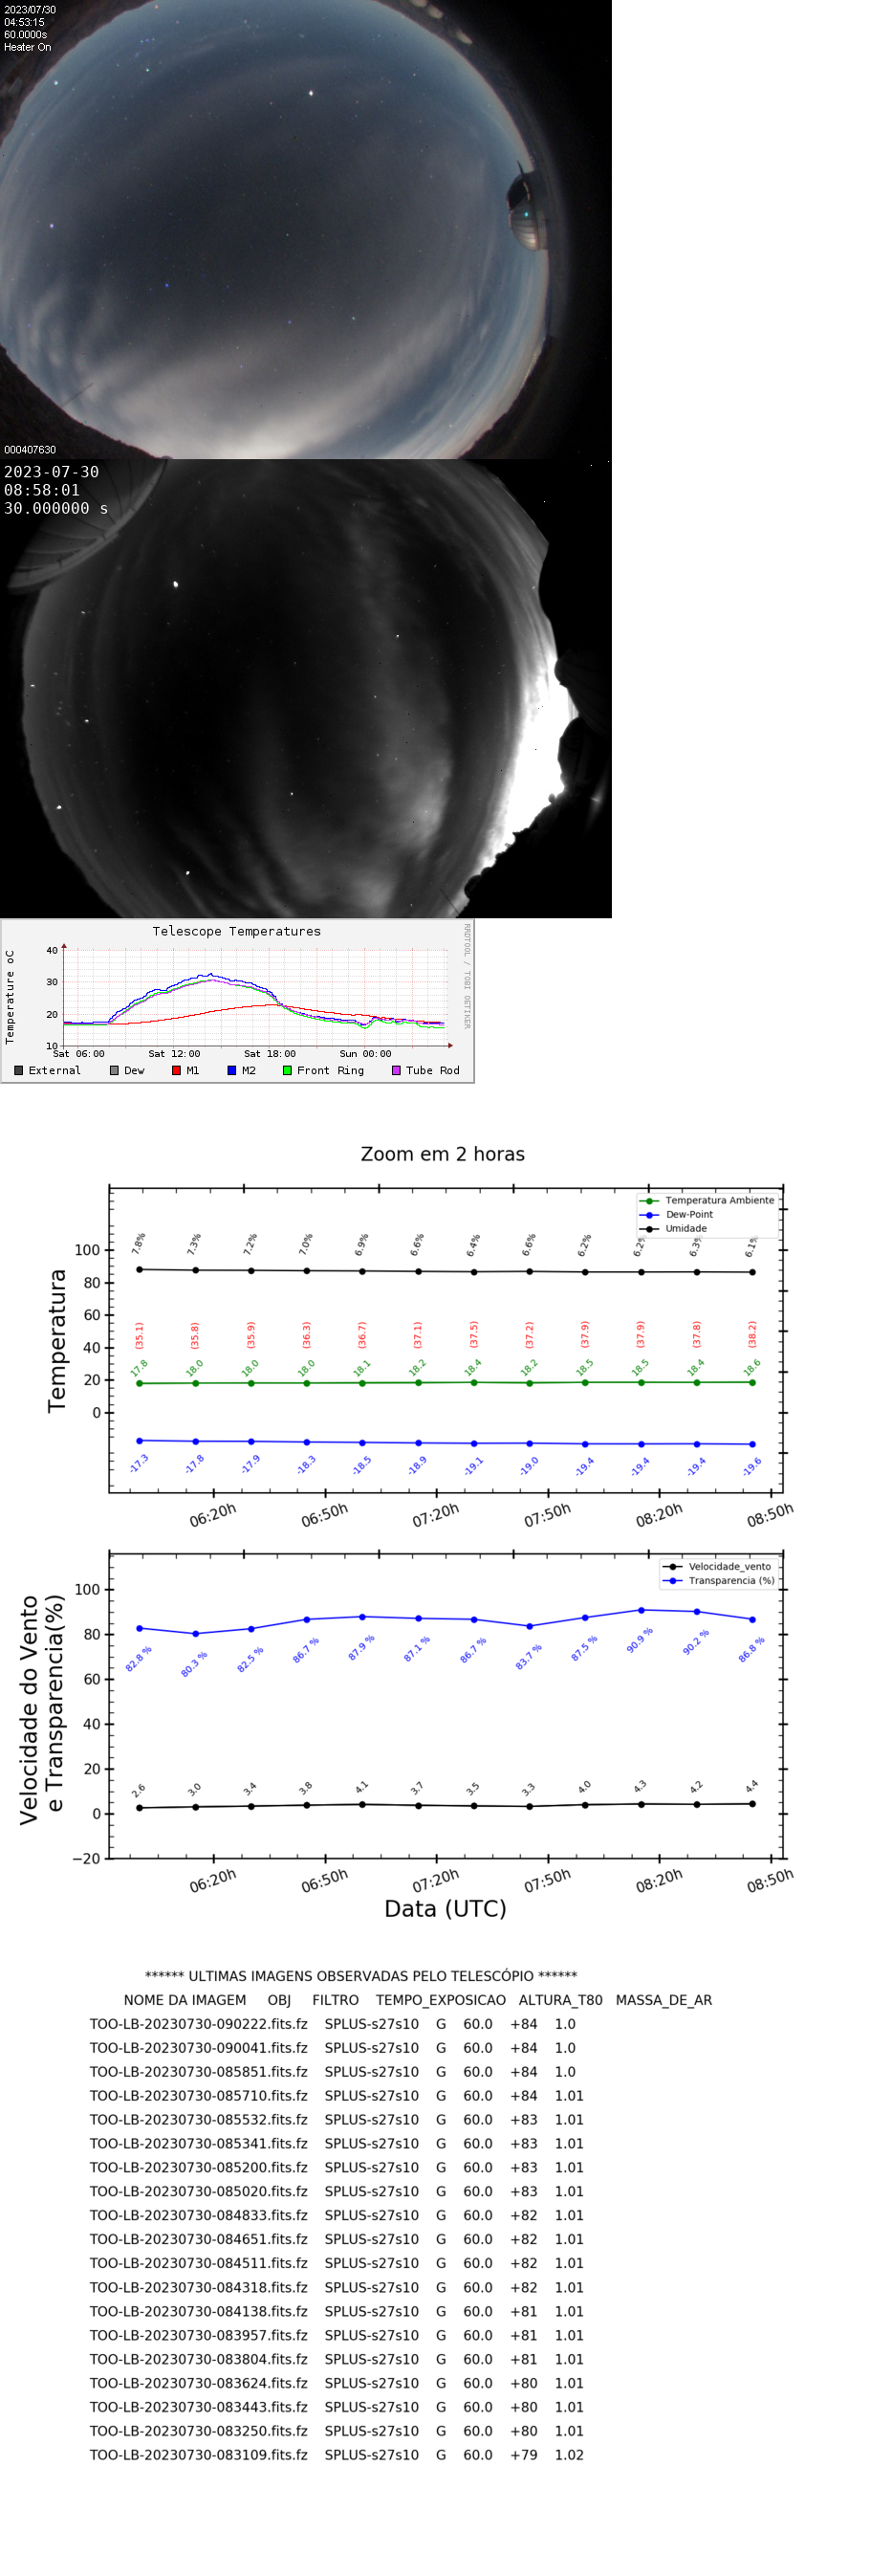 2023/07/30
04:53:15
60.0000s
Heater On
000407630
2023-07-30
08:58:01
30.000000 s
Telescope Temperatures
RRDTOOL / TOBI OETIKER
Temperature oC
40
30
20
10
Sat 06:00 Sat 12:00 Sat 18:00 Sun 00:00
External Dew M1 M2 Front Ring Tube Rod
Zoom em 2 horas
Temperatura Ambiente
Dew-Point
Umidade
Temperatura
100
80
60
40
20
0
7.8% 7.3% 7.2% 7.0% 6.9% 6.6% 6.4% 6.6% 6.2% 6.2% 6.3% 6.1%
(35.1) (35.8) (35.9) (36.3) (36.7) (37.1) (37.5) (37.2) (37.9) (37.9) (37.8) (38.2)
17.8 18.0 18.0 18.0 18.1 18.2 18.4 18.2 18.5 18.5 18.4 18.6
-17.3 -17.8 -17.9 -18.3 -18.5 -18.9 -19.1 -19.0 -19.4 -19.4 -19.4 -19.6
06:20h 06:50h 07:20h 07:50h 08:20h 08:50h
Velocidade_vento
Transparencia (%)
Velocidade do Vento
e Transparencia(%)
100
80
60
40
20
0
−20
82.8 % 80.3 % 82.5 % 86.7 % 87.9 % 87.1 % 86.7 % 83.7 % 87.5 % 90.9 % 90.2 % 86.8 %
2.6 3.0 3.4 3.8 4.1 3.7 3.5 3.3 4.0 4.3 4.2 4.4
06:20h 06:50h 07:20h 07:50h 08:20h 08:50h
Data (UTC)
****** ULTIMAS IMAGENS OBSERVADAS PELO TELESCÓPIO ******
NOME DA IMAGEM OBJ FILTRO TEMPO_EXPOSICAO ALTURA_T80 MASSA_DE_AR
TOO-LB-20230730-090222.fits.fz SPLUS-s27s10 G 60.0 +84 1.0
TOO-LB-20230730-090041.fits.fz SPLUS-s27s10 G 60.0 +84 1.0
TOO-LB-20230730-085851.fits.fz SPLUS-s27s10 G 60.0 +84 1.0
TOO-LB-20230730-085710.fits.fz SPLUS-s27s10 G 60.0 +84 1.01
TOO-LB-20230730-085532.fits.fz SPLUS-s27s10 G 60.0 +83 1.01
TOO-LB-20230730-085341.fits.fz SPLUS-s27s10 G 60.0 +83 1.01
TOO-LB-20230730-085200.fits.fz SPLUS-s27s10 G 60.0 +83 1.01
TOO-LB-20230730-085020.fits.fz SPLUS-s27s10 G 60.0 +83 1.01
TOO-LB-20230730-084833.fits.fz SPLUS-s27s10 G 60.0 +82 1.01
TOO-LB-20230730-084651.fits.fz SPLUS-s27s10 G 60.0 +82 1.01
TOO-LB-20230730-084511.fits.fz SPLUS-s27s10 G 60.0 +82 1.01
TOO-LB-20230730-084318.fits.fz SPLUS-s27s10 G 60.0 +82 1.01
TOO-LB-20230730-084138.fits.fz SPLUS-s27s10 G 60.0 +81 1.01
TOO-LB-20230730-083957.fits.fz SPLUS-s27s10 G 60.0 +81 1.01
TOO-LB-20230730-083804.fits.fz SPLUS-s27s10 G 60.0 +81 1.01
TOO-LB-20230730-083624.fits.fz SPLUS-s27s10 G 60.0 +80 1.01
TOO-LB-20230730-083443.fits.fz SPLUS-s27s10 G 60.0 +80 1.01
TOO-LB-20230730-083250.fits.fz SPLUS-s27s10 G 60.0 +80 1.01
TOO-LB-20230730-083109.fits.fz SPLUS-s27s10 G 60.0 +79 1.02